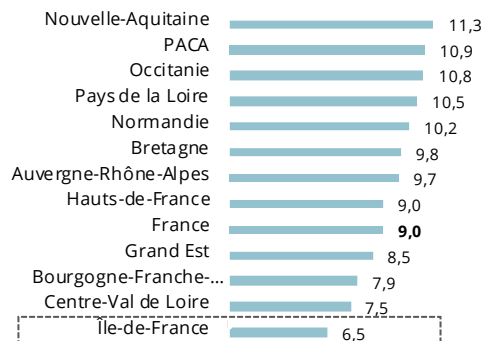 Nouvelle-Aquitaine 11,3
PACA 10,9
Occitanie 10,8
Pays de la Loire 10,5
Normandie 10,2
Bretagne 9,8
Auvergne-Rhône-Alpes 9,7
Hauts-de-France 9,0
France 9,0
Grand Est 8,5
Bourgogne-Franche-... 7,9
Centre-Val de Loire 7,5
Île-de-France 6,5